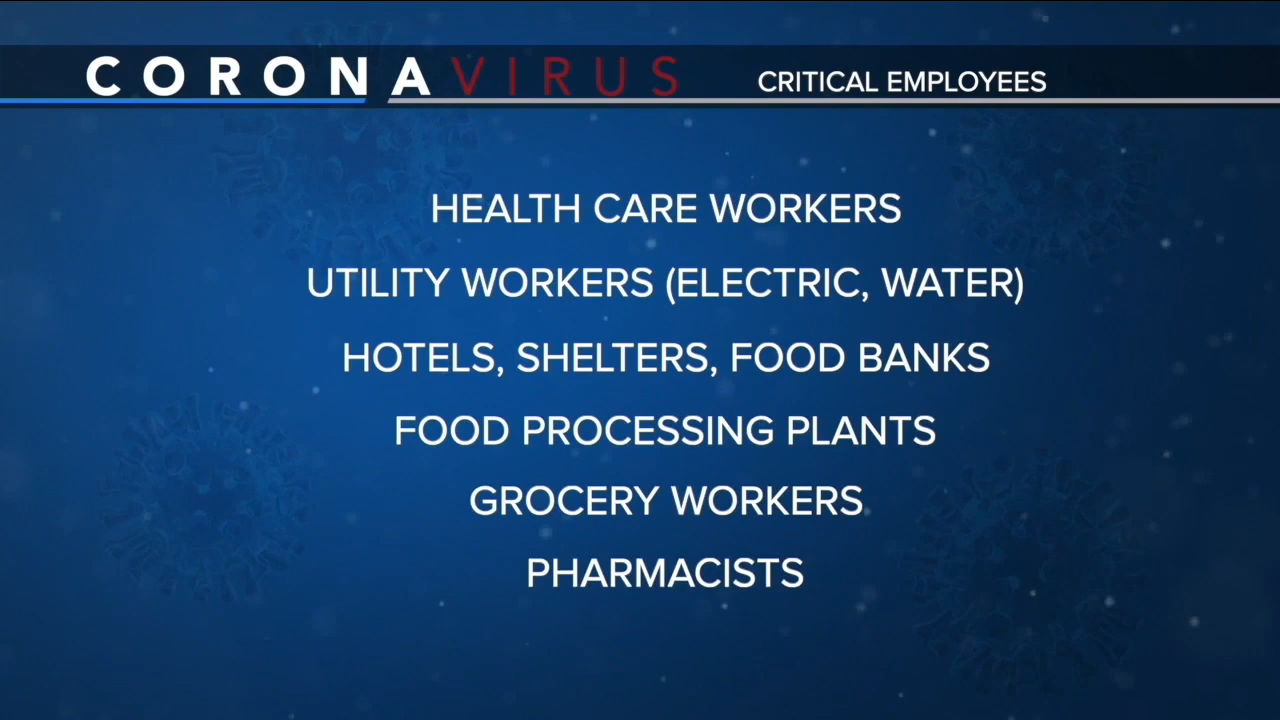 CORONAVIRUS CRITICAL EMPLOYEES
HEALTH CARE WORKERS
UTILITY WORKERS (ELECTRIC, WATER)
HOTELS, SHELTERS, FOOD BANKS
FOOD PROCESSING PLANTS
GROCERY WORKERS
PHARMACISTS